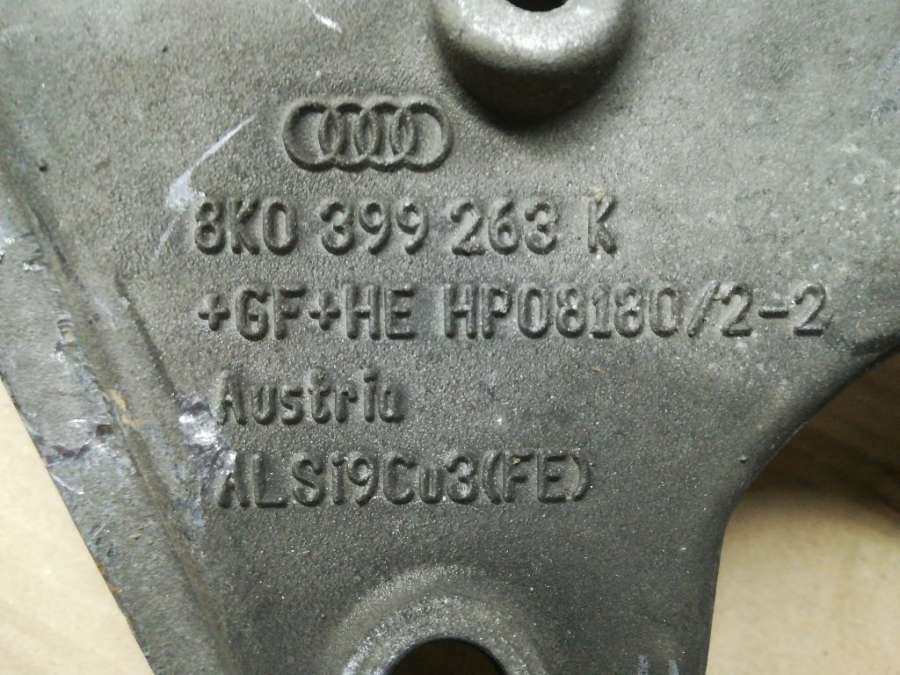 8K0 399 263 K
+GF+HE HP08180/2-2
Austria
ALSi9Cu3(FE)